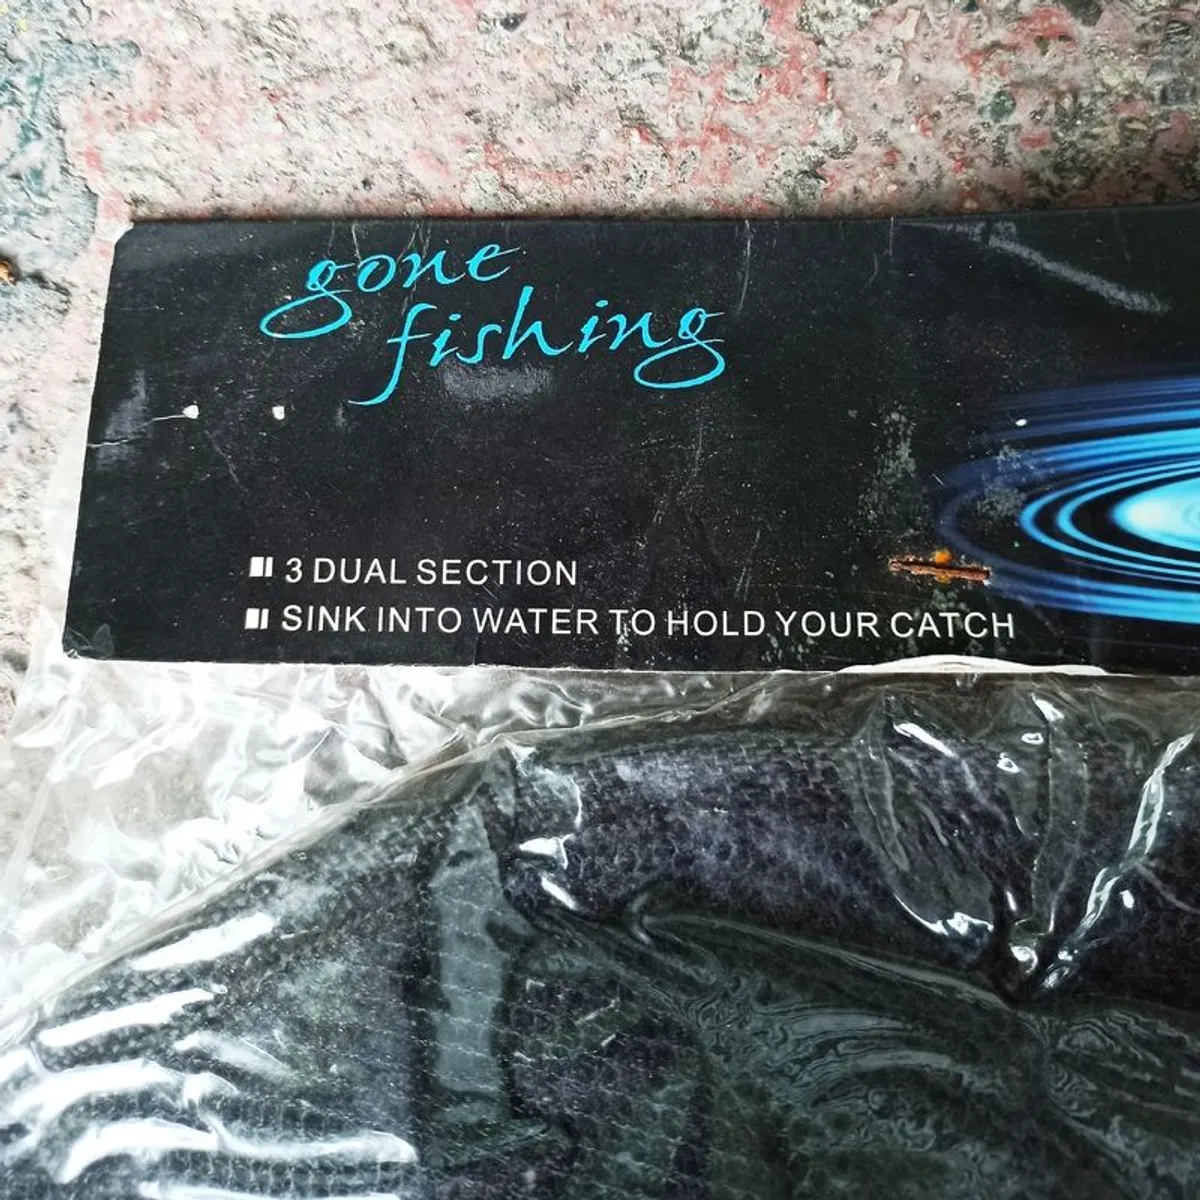 gone
fishing
3 DUAL SECTION
SINK INTO WATER TO HOLD YOUR CATCH